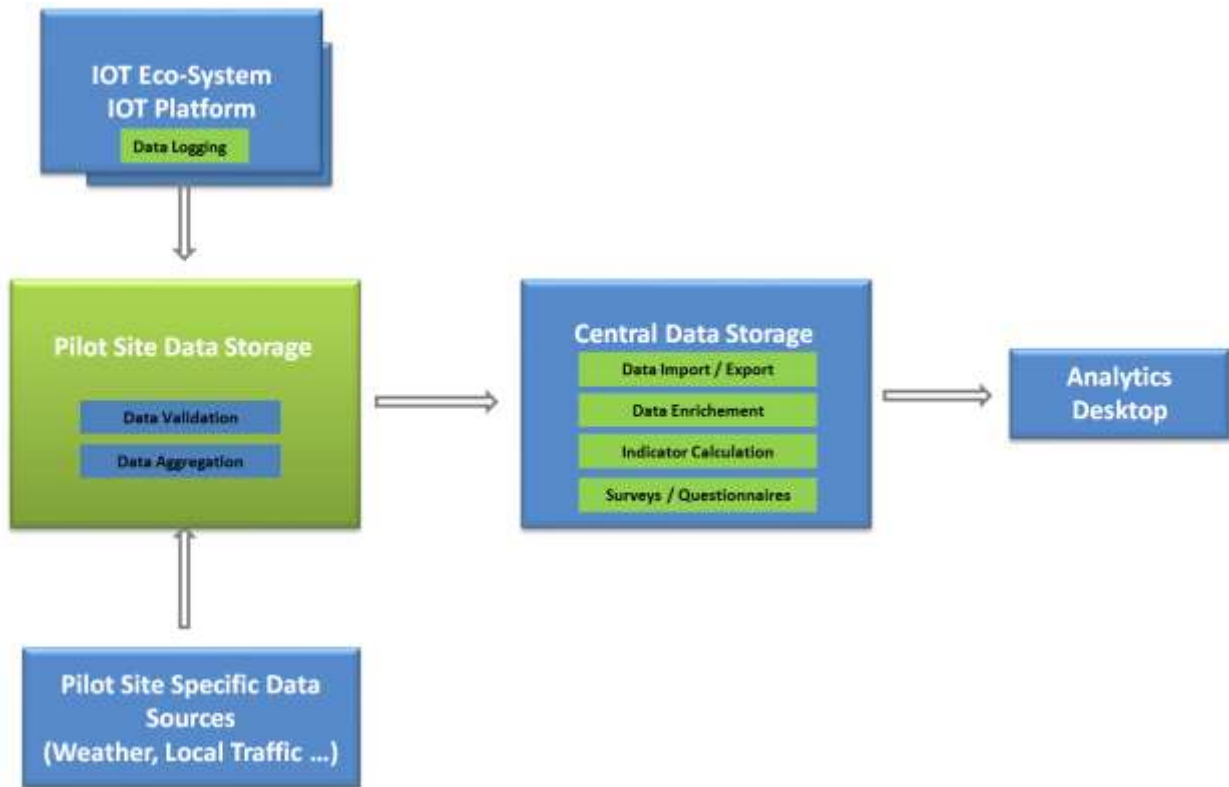 IOT Eco-System
IOT Platform
Data Logging
Pilot Site Data Storage
Data Validation
Data Aggregation
Central Data Storage
Data Import / Export
Data Enrichement
Indicator Calculation
Surveys / Questionnaires
Analytics
Desktop
Pilot Site Specific Data
Sources
(Weather, Local Traffic ...)